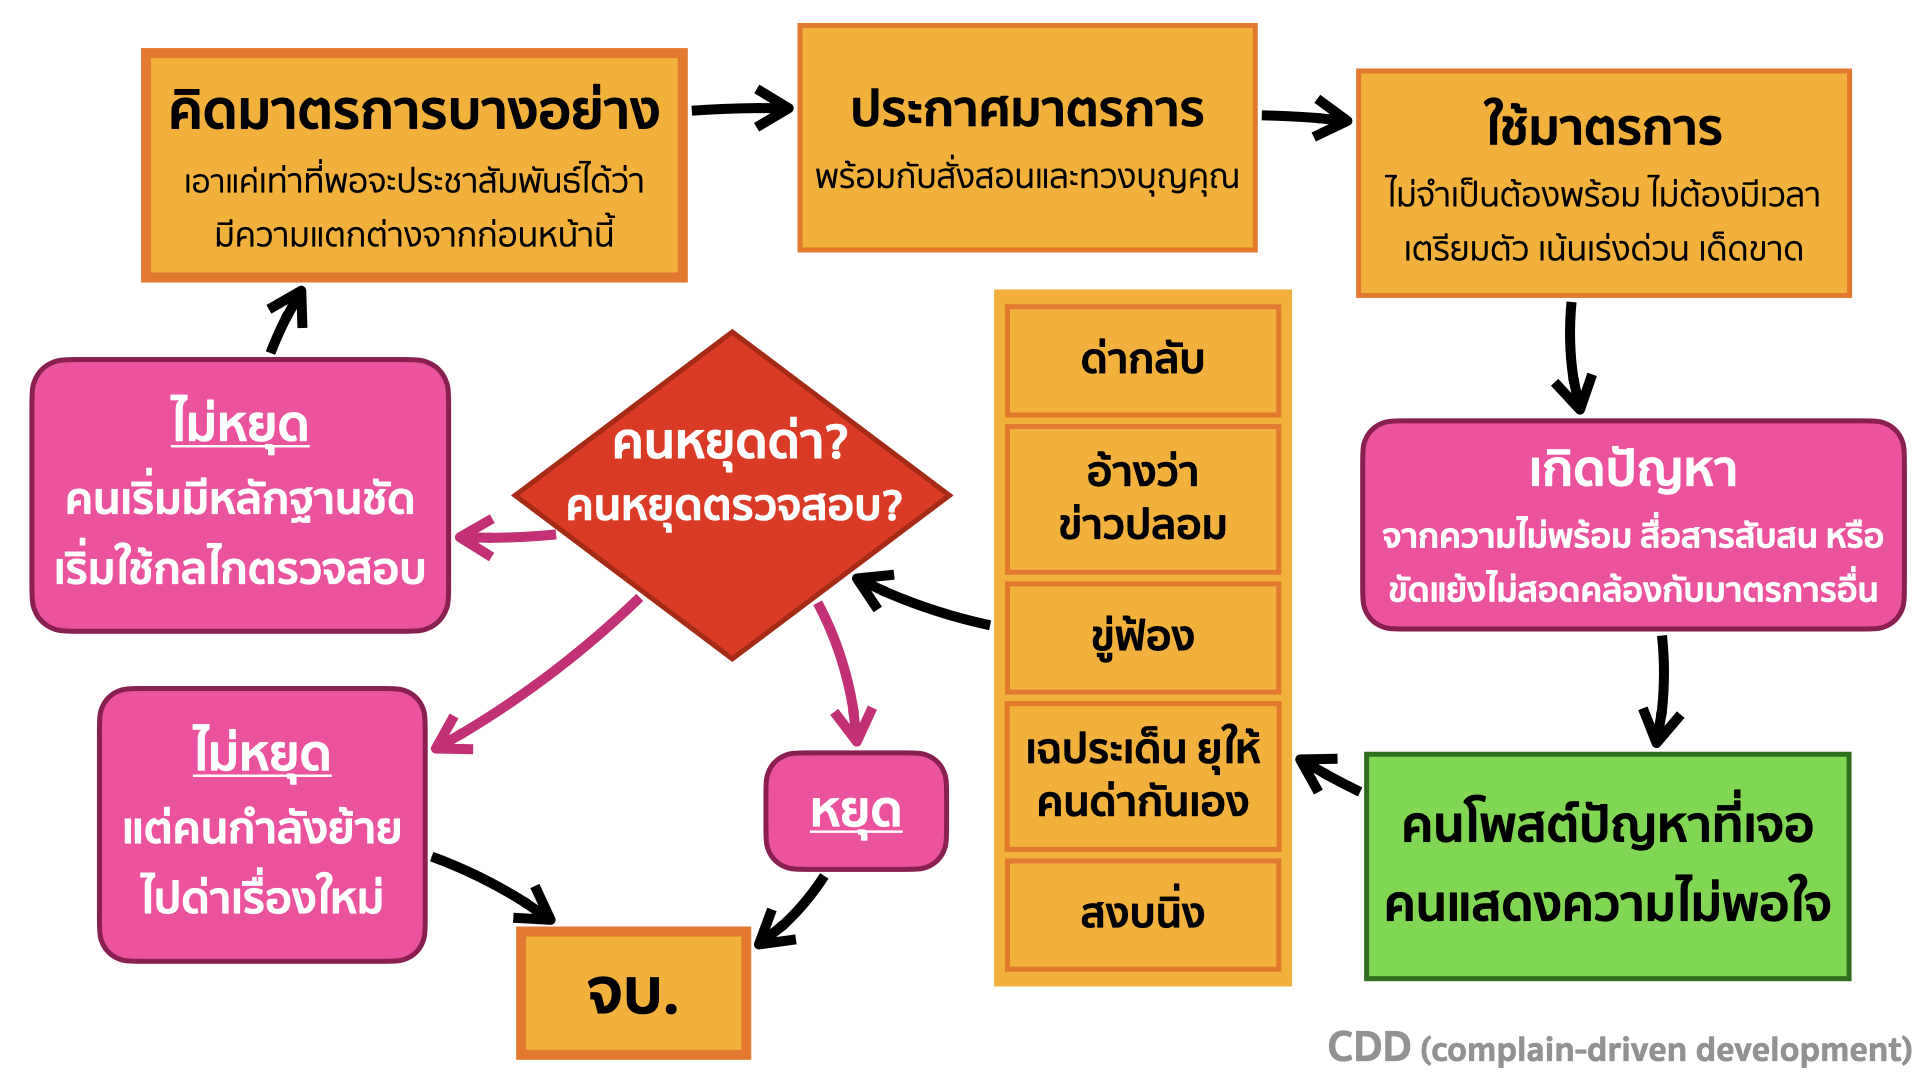 คิดมาตรการบางอย่าง
เอาแค่เท่าที่พอจะประชาสัมพันธ์ได้ว่า
มีความแตกต่างจากก่อนหน้านี้
ประกาศมาตรการ
พร้อมกับสั่งสอนและทวงบุญคุณ
ใช้มาตรการ
ไม่จำเป็นต้องพร้อม ไม่ต้องมีเวลา
เตรียมตัว เน้นเร่งด่วน เด็ดขาด
เกิดปัญหา
จากความไม่พร้อม สื่อสารสับสน หรือ
ขัดแย้งไม่สอดคล้องกับมาตรการอื่น
คนโพสต์ปัญหาที่เจอ
คนแสดงความไม่พอใจ
ด่ากลับ
อ้างว่า
ข่าวปลอม
ขู่ฟ้อง
เฉประเด็น ยุให้
คนด่ากันเอง
สงบนิ่ง
คนหยุดด่า?
คนหยุดตรวจสอบ?
ไม่หยุด
คนเริ่มมีหลักฐานชัด
เริ่มใช้กลไกตรวจสอบ
ไม่หยุด
แต่คนกำลังย้าย
ไปด่าเรื่องใหม่
หยุด
จบ.
CDD (complain-driven development)